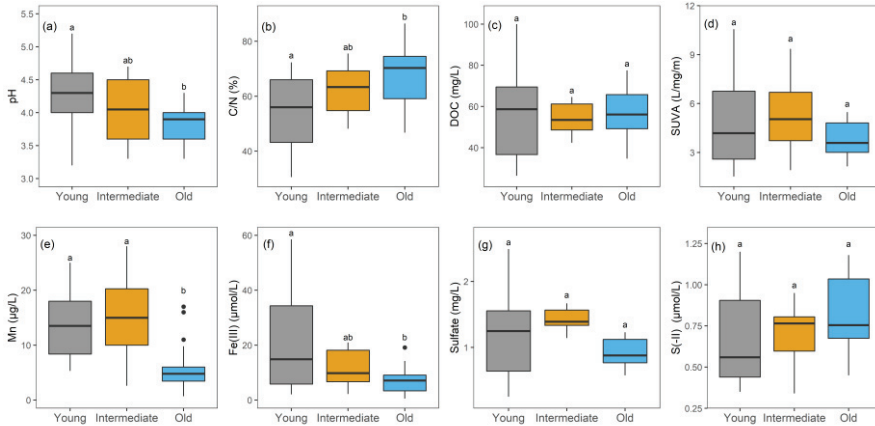 (a)
a
ab
b
5.5
5.0
4.5
4.0
3.5
3.0
pH
Young Intermediate Old
(b)
a
ab
b
80
60
40
C/N (%)
Young Intermediate Old
(c)
a
a
a
100
80
60
40
DOC (mg/L)
Young Intermediate Old
(d)
a
a
a
9
6
3
SUVA (L/mg/m)
Young Intermediate Old
(e)
a
a
b
30
20
10
0
Mn (µg/L)
Young Intermediate Old
(f)
a
ab
b
60
40
20
0
Fe(III) (µmol/L)
Young Intermediate Old
(g)
a
a
a
2
1
Sulfate (mg/L)
Young Intermediate Old
(h)
a
a
a
1.25
1.00
0.75
0.50
0.25
S(-II) (µmol/L)
Young Intermediate Old